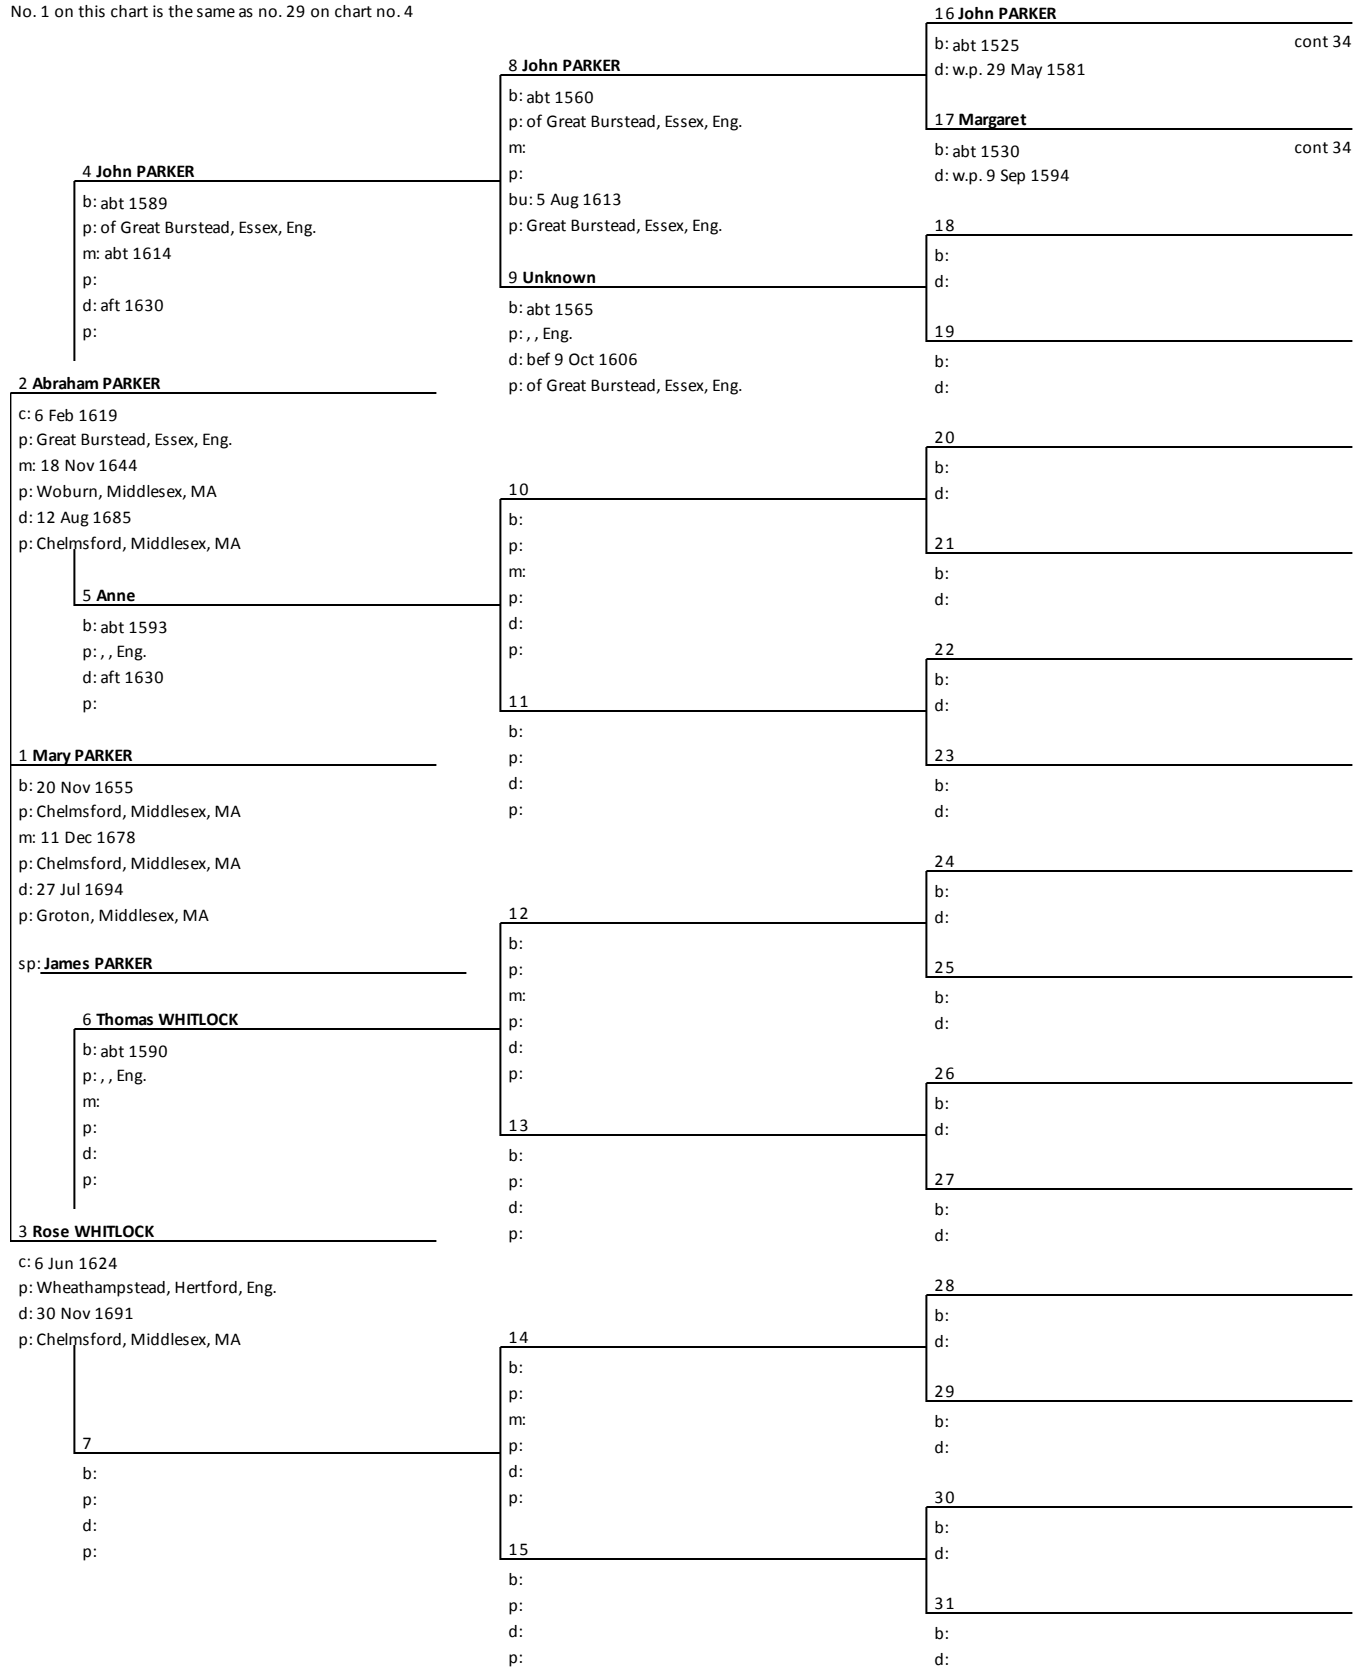 No. 1 on this chart is the same as no. 29 on chart no. 4
16 John PARKER
b: abt 1525 cont 34
d: w.p. 29 May 1581
8 John PARKER
b: abt 1560
p: of Great Burstead, Essex, Eng.
m:
p:
bu: 5 Aug 1613
p: Great Burstead, Essex, Eng.
17 Margaret
b: abt 1530 cont 34
d: w.p. 9 Sep 1594
4 John PARKER
b: abt 1589
p: of Great Burstead, Essex, Eng.
m: abt 1614
p:
d: aft 1630
p:
18
b:
d:
9 Unknown
b: abt 1565
p: , , Eng.
d: bef 9 Oct 1606
p: of Great Burstead, Essex, Eng.
19
b:
d:
2 Abraham PARKER
c: 6 Feb 1619
p: Great Burstead, Essex, Eng.
m: 18 Nov 1644
p: Woburn, Middlesex, MA
d: 12 Aug 1685
p: Chelmsford, Middlesex, MA
20
b:
d:
10
b:
p:
m:
p:
d:
p:
21
b:
d:
5 Anne
b: abt 1593
p: , , Eng.
d: aft 1630
p:
22
b:
d:
11
b:
p:
d:
p:
23
b:
d:
1 Mary PARKER
b: 20 Nov 1655
p: Chelmsford, Middlesex, MA
m: 11 Dec 1678
p: Chelmsford, Middlesex, MA
d: 27 Jul 1694
p: Groton, Middlesex, MA
sp: James PARKER
24
b:
d:
12
b:
p:
m:
p:
d:
p:
25
b:
d:
6 Thomas WHITLOCK
b: abt 1590
p: , , Eng.
m:
p:
d:
p:
26
b:
d:
13
b:
p:
d:
p:
27
b:
d:
3 Rose WHITLOCK
c: 6 Jun 1624
p: Wheathampstead, Hertford, Eng.
d: 30 Nov 1691
p: Chelmsford, Middlesex, MA
28
b:
d:
14
b:
p:
m:
p:
d:
p:
29
b:
d:
7
b:
p:
d:
p:
30
b:
d:
15
b:
p:
d:
p:
31
b:
d: